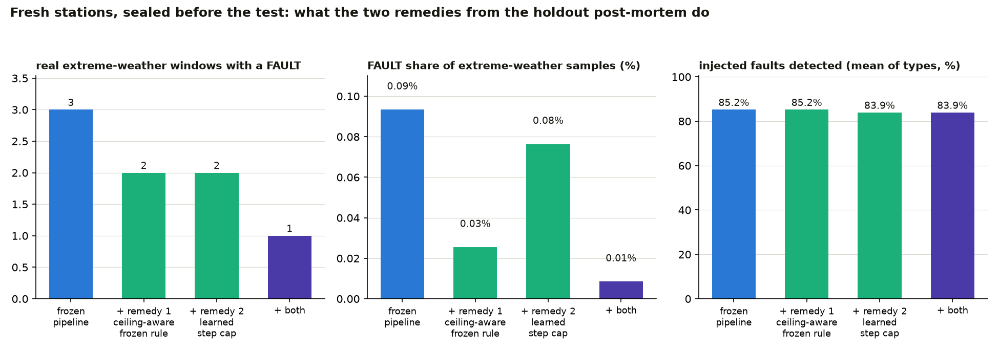 Fresh stations, sealed before the test: what the two remedies from the holdout post-mortem do
real extreme-weather windows with a FAULT
3.5
3.0
2.5
2.0
1.5
1.0
0.5
0.0
3
2
2
1
frozen
pipeline
+ remedy 1
ceiling-aware
frozen rule
+ remedy 2
learned
step cap
+ both
FAULT share of extreme-weather samples (%)
0.10
0.08
0.06
0.04
0.02
0.00
0.09%
0.03%
0.08%
0.01%
frozen
pipeline
+ remedy 1
ceiling-aware
frozen rule
+ remedy 2
learned
step cap
+ both
injected faults detected (mean of types, %)
100
80
60
40
20
0
85.2%
85.2%
83.9%
83.9%
frozen
pipeline
+ remedy 1
ceiling-aware
frozen rule
+ remedy 2
learned
step cap
+ both